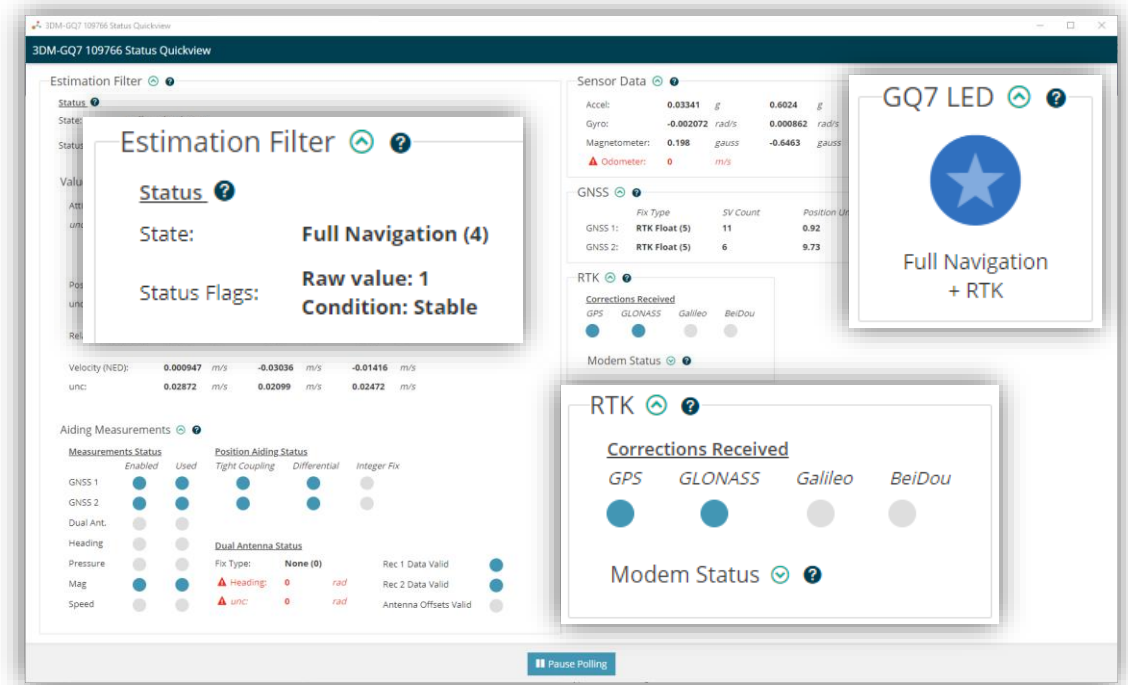 3DM-GQ7 109766 Status Quickview
3DM-GQ7 109766 Status Quickview
Estimation Filter
Status
State:
Status
Estimation Filter
Status
State: Full Navigation (4)
Status Flags: Raw value: 1
Condition: Stable
Velocity (NED): 0.000947 m/s -0.03036 m/s -0.01416 m/s
unc: 0.02872 m/s 0.02099 m/s 0.02472 m/s
Aiding Measurements
Measurements Status Position Aiding Status
Enabled Used Tight Coupling Differential Integer Fix
GNSS 1
GNSS 2
Dual Ant.
Heading
Pressure
Mag
Speed
Dual Antenna Status
Fix Type: None (0) Rec 1 Data Valid
Heading: 0 rad Rec 2 Data Valid
unc: 0 rad Antenna Offsets Valid
Sensor Data
Accel: 0.03341 g 0.6024 g
Gyro: -0.002072 rad/s 0.000862 rad/s
Magnetometer: 0.198 gauss -0.6463 gauss
Odometer: 0 m/s
GNSS
Fix Type SV Count Position Un
GNSS 1: RTK Float (5) 11 0.92
GNSS 2: RTK Float (5) 6 9.73
RTK
Corrections Received
GPS GLONASS Galileo BeiDou
Modem Status
GQ7 LED
Full Navigation
+ RTK
RTK
Corrections Received
GPS GLONASS Galileo BeiDou
Modem Status
Pause Polling